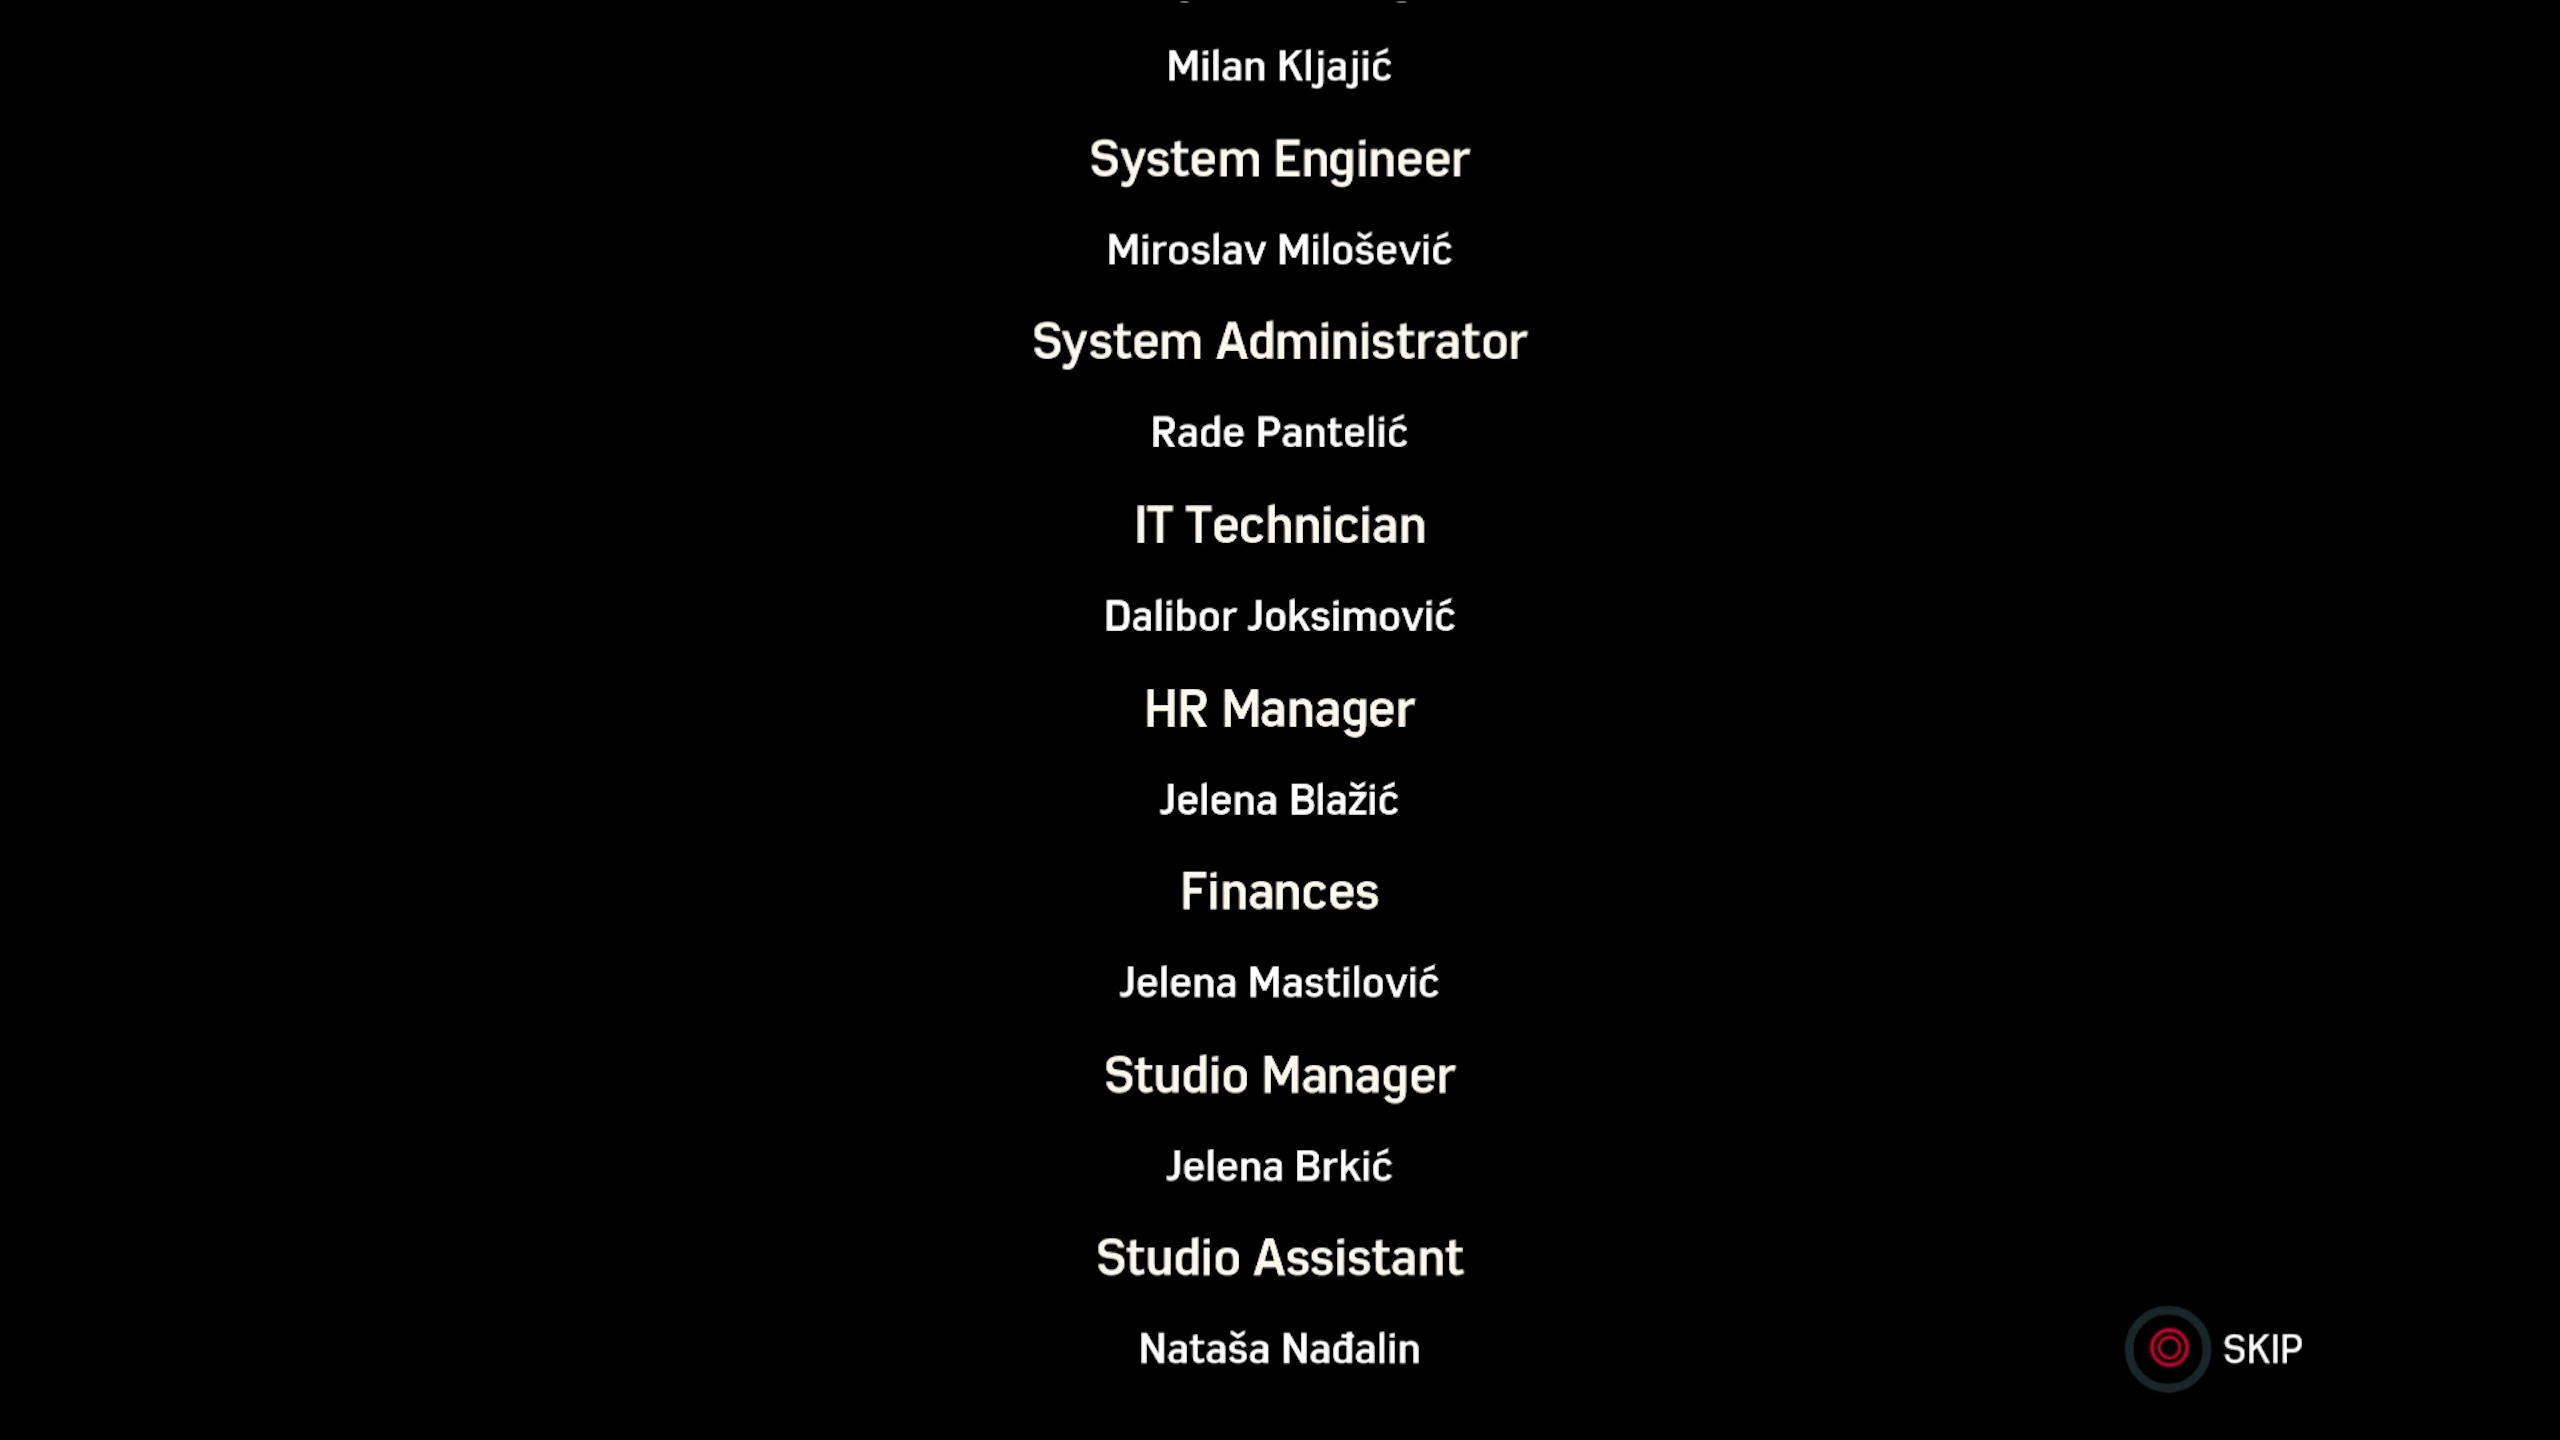 Milan Kljajić
System Engineer
Miroslav Milošević
System Administrator
Rade Pantelić
IT Technician
Dalibor Joksimović
HR Manager
Jelena Blažić
Finances
Jelena Mastilović
Studio Manager
Jelena Brkić
Studio Assistant
Nataša Nađalin
SKIP